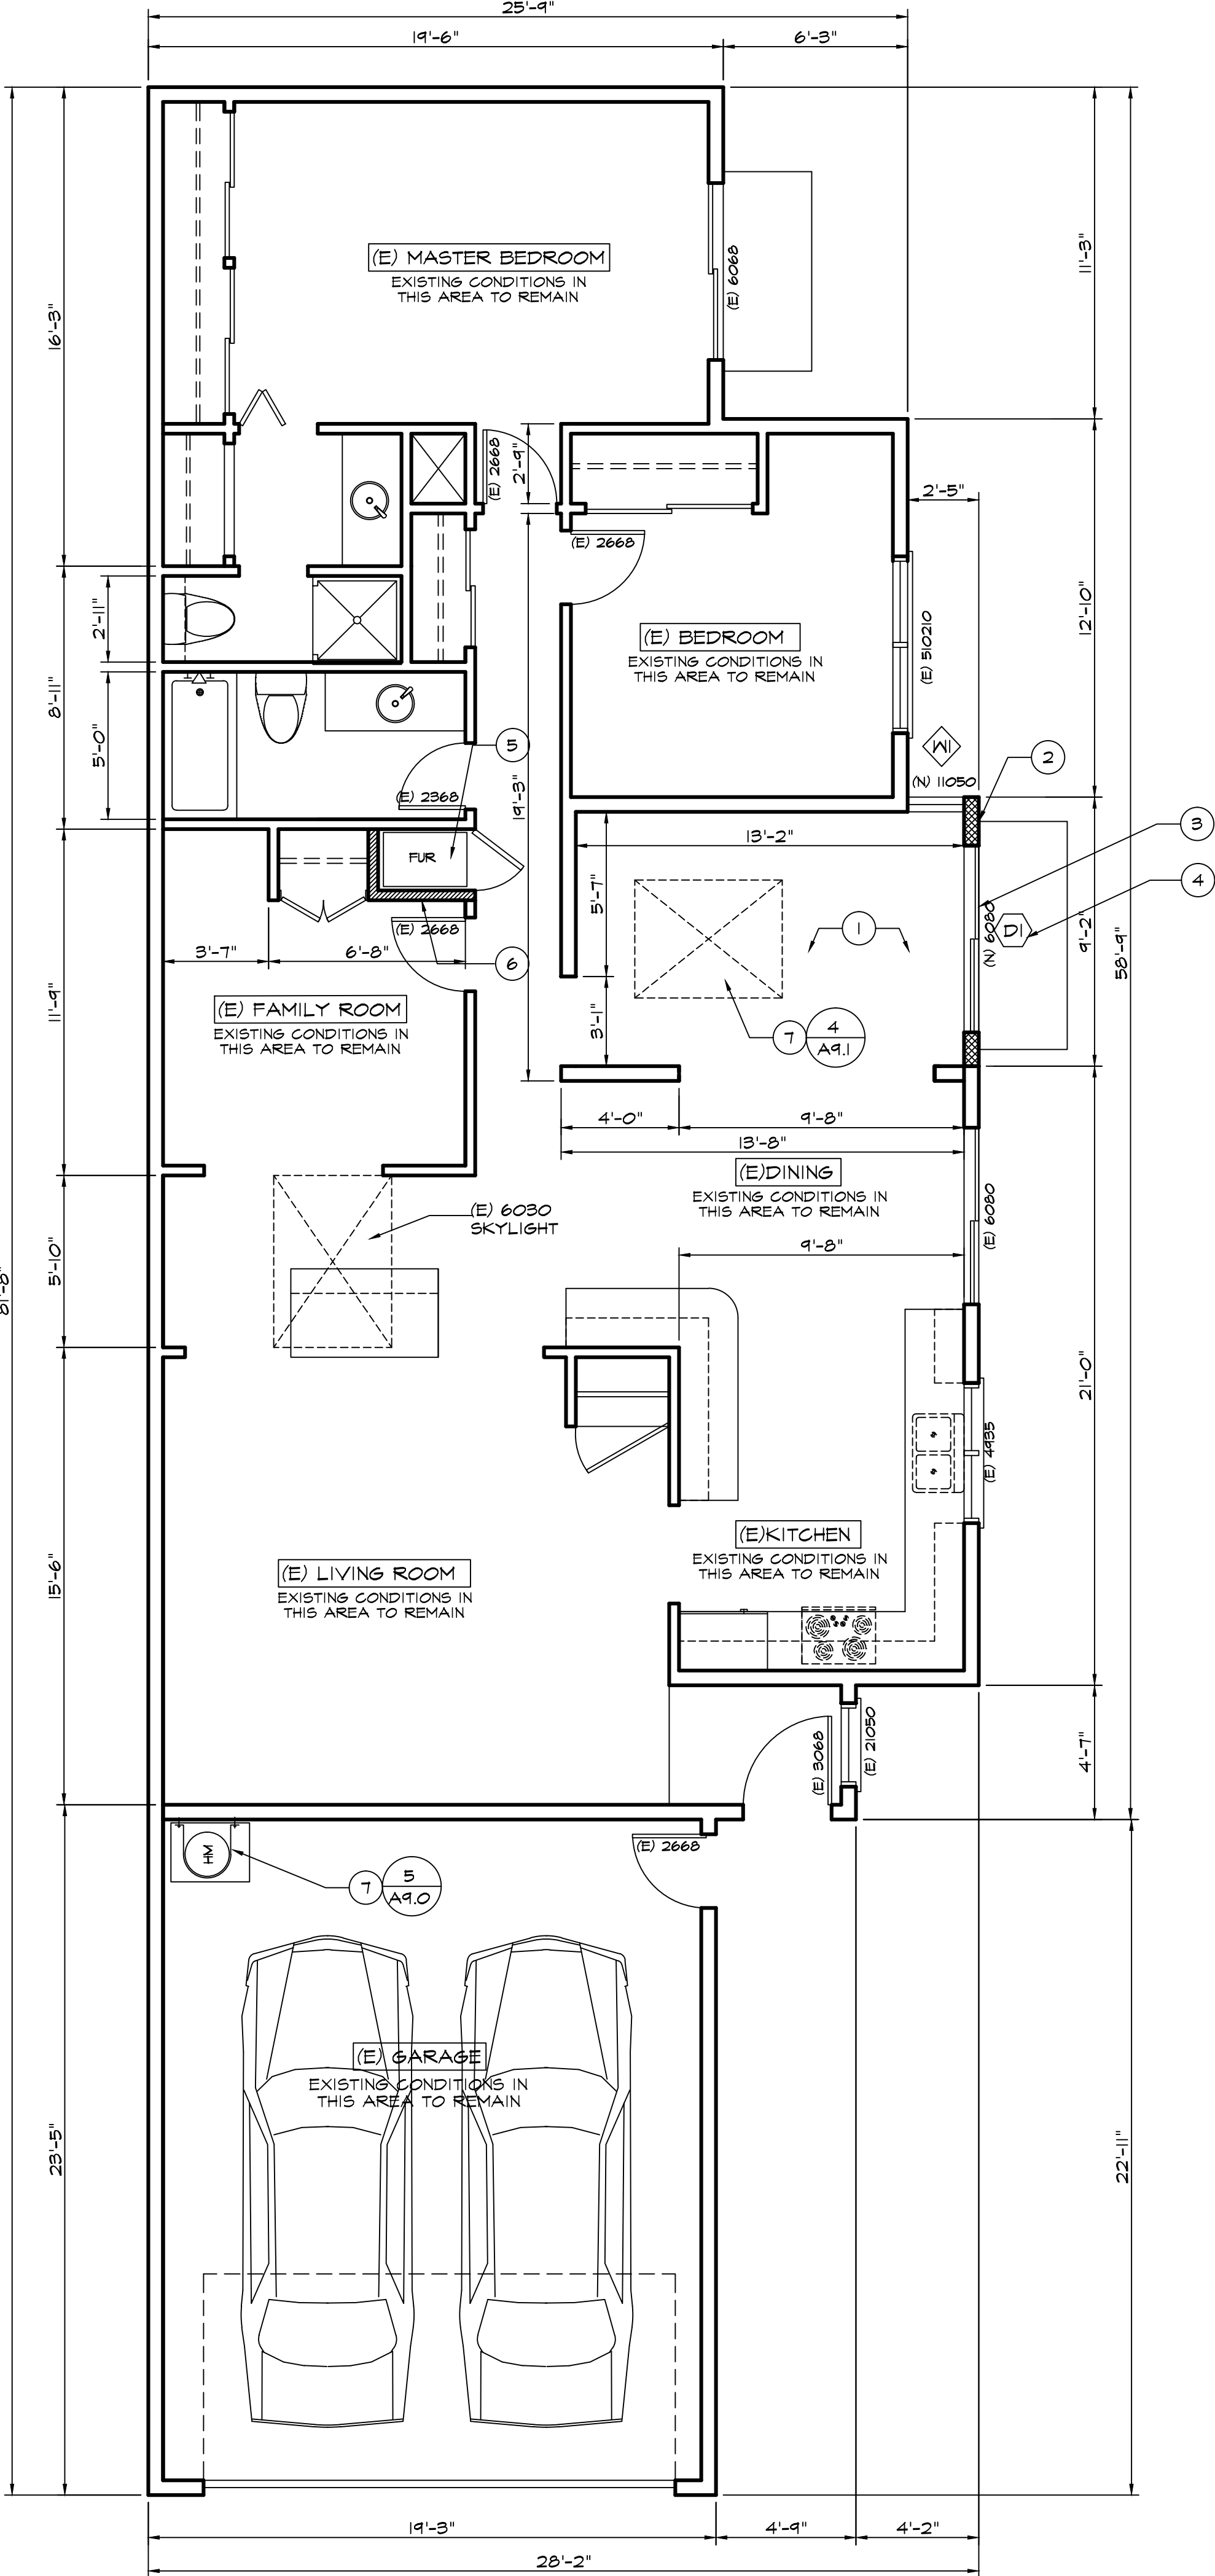 25'-9"
19'-6"
6'-3"
(E) MASTER BEDROOM
EXISTING CONDITIONS IN
THIS AREA TO REMAIN
(E) 6068
11'-3"
16'-3"
(E) 2668
2'-9"
2'-5"
(E) 2668
12'-10"
2'-11"
(E) BEDROOM
EXISTING CONDITIONS IN
THIS AREA TO REMAIN
(E) 510210
8'-11"
5'-0"
5
W1
2
(N) 11050
(E) 2368
19'-3"
3
13'-2"
FUR
4
5'-7"
(N) 6080
D1
9'-2"
58'-9"
1
(E) 2668
3'-7"
6'-8"
6
11'-9"
(E) FAMILY ROOM
EXISTING CONDITIONS IN
THIS AREA TO REMAIN
3'-1"
7
4
A9.1
4'-0"
9'-8"
13'-8"
(E)DINING
EXISTING CONDITIONS IN
THIS AREA TO REMAIN
(E) 6080
(E) 6030
SKYLIGHT
9'-8"
5'-10"
81'-8"
21'-0"
(E) 4935
(E)KITCHEN
EXISTING CONDITIONS IN
THIS AREA TO REMAIN
15'-6"
(E) LIVING ROOM
EXISTING CONDITIONS IN
THIS AREA TO REMAIN
(E) 3068
(E) 21050
4'-7"
HM
(E) 2668
7
5
A9.0
(E) GARAGE
EXISTING CONDITIONS IN
THIS AREA TO REMAIN
23'-5"
22'-11"
19'-3"
4'-9"
4'-2"
28'-2"